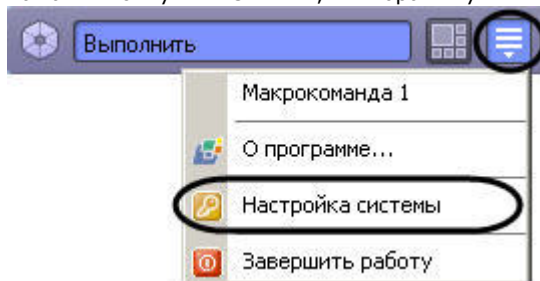 Выполнить
Макрокоманда 1
О программе...
Настройка системы
Завершить работу